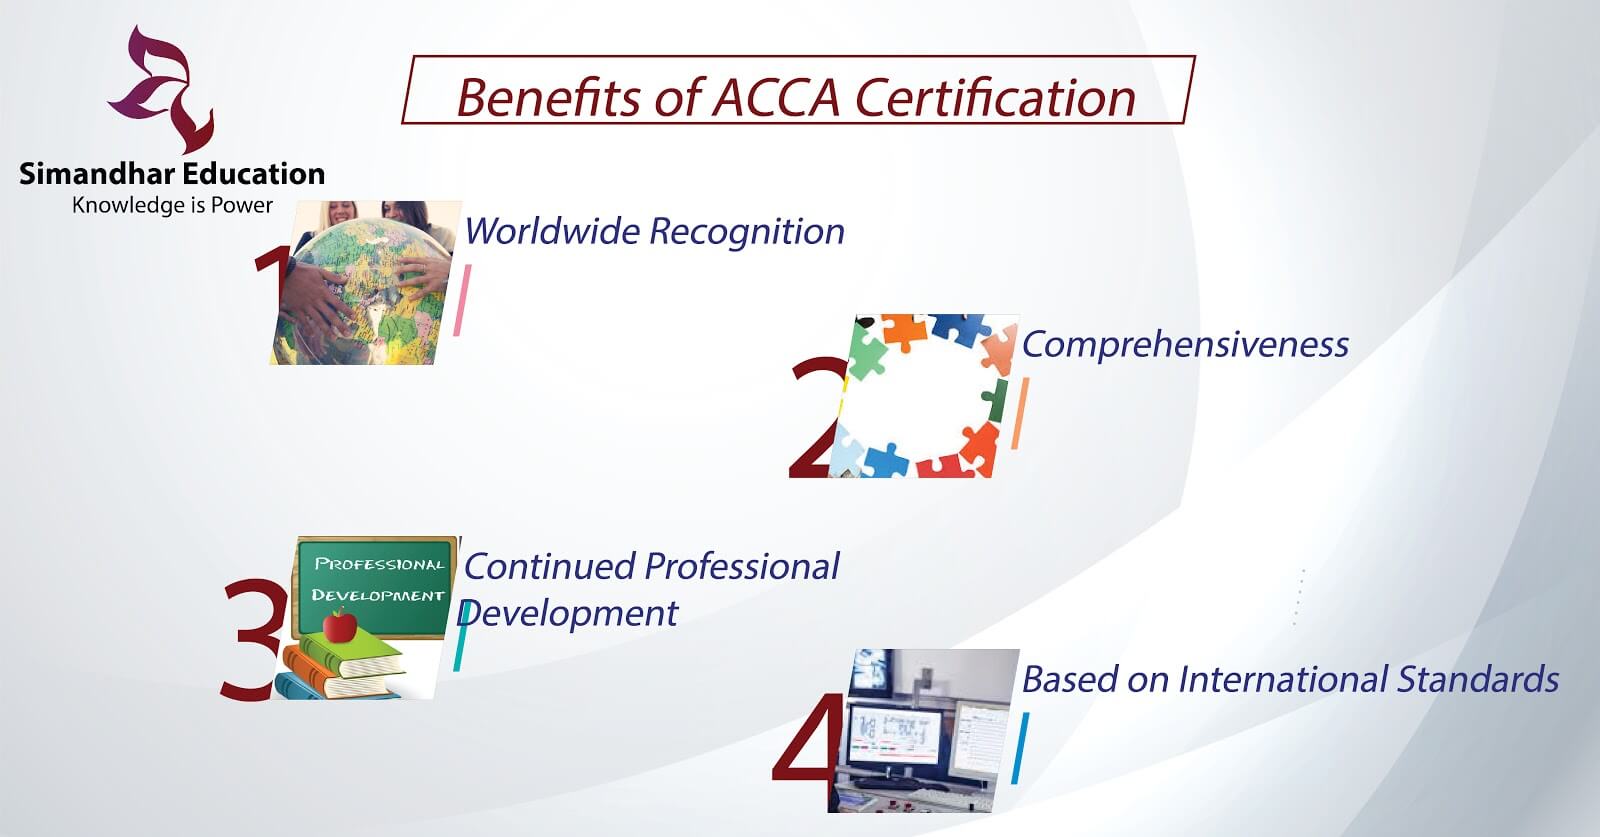 Simandhar Education
Knowledge is Power
Benefits of ACCA Certification
1
Worldwide Recognition
2
Comprehensiveness
3
PROFESSIONAL
DEVELOPMENT
Continued Professional
Development
4
Based on International Standards